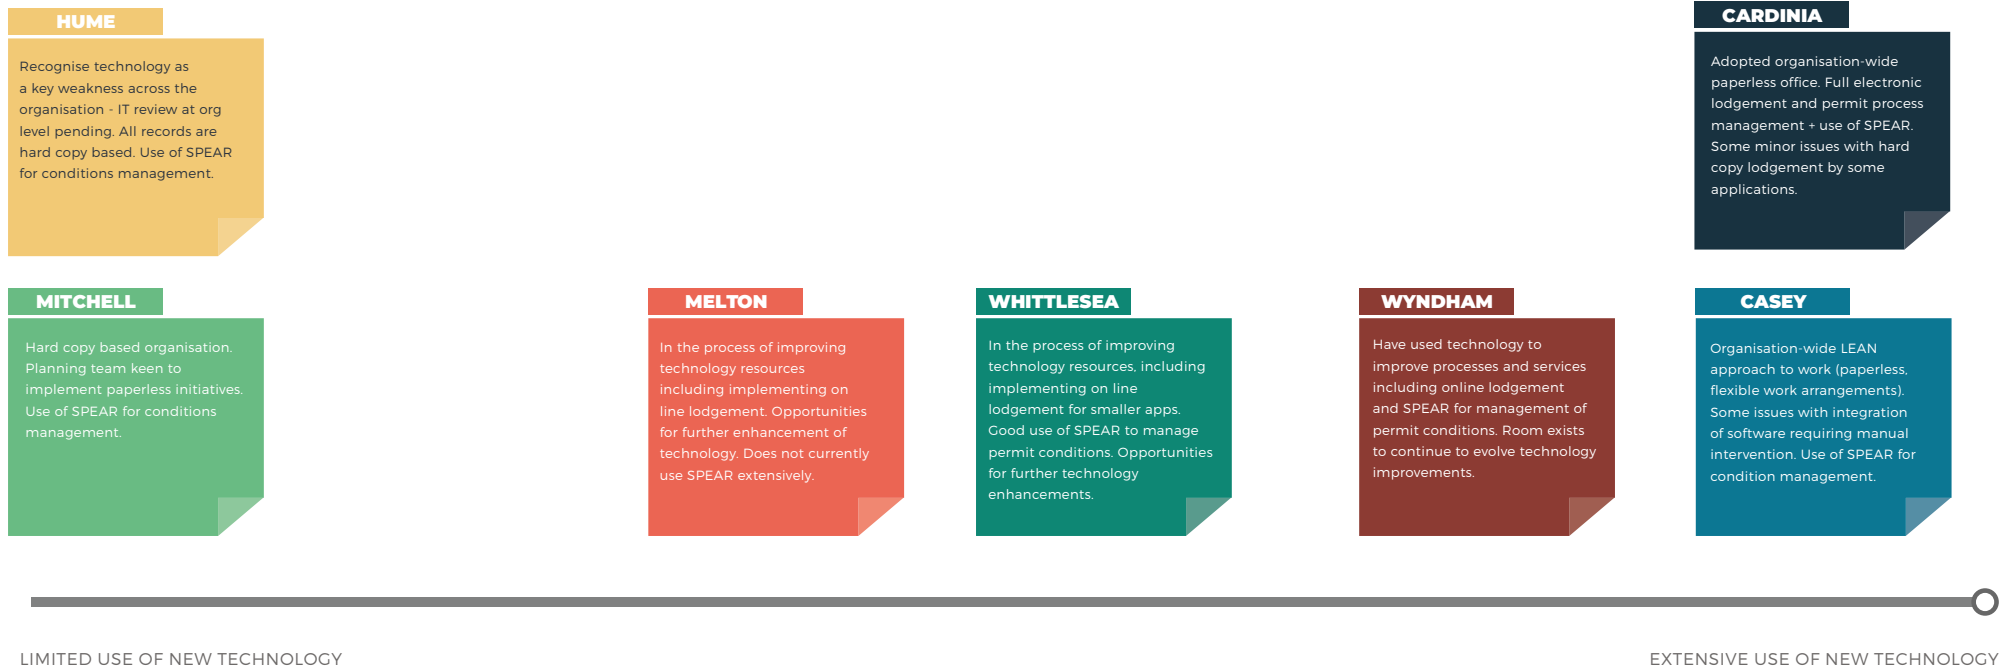 HUME
Recognise technology as
a key weakness across the
organisation - IT review at org
level pending. All records are
hard copy based. Use of SPEAR
for conditions management.
CARDINIA
Adopted organisation-wide
paperless office. Full electronic
lodgement and permit process
management + use of SPEAR.
Some minor issues with hard
copy lodgement by some
applications.
MITCHELL
Hard copy based organisation.
Planning team keen to
implement paperless initiatives.
Use of SPEAR for conditions
management.
MELTON
In the process of improving
technology resources
including implementing on
line lodgement. Opportunities
for further enhancement of
technology. Does not currently
use SPEAR extensively.
WHITTLESEA
In the process of improving
technology resources, including
implementing on line
lodgement for smaller apps.
Good use of SPEAR to manage
permit conditions. Opportunities
for further technology
enhancements.
WYNDHAM
Have used technology to
improve processes and services
including online lodgement
and SPEAR for management of
permit conditions. Room exists
to continue to evolve technology
improvements.
CASEY
Organisation-wide LEAN
approach to work (paperless,
flexible work arrangements).
Some issues with integration
of software requiring manual
intervention. Use of SPEAR for
condition management.
LIMITED USE OF NEW TECHNOLOGY
EXTENSIVE USE OF NEW TECHNOLOGY